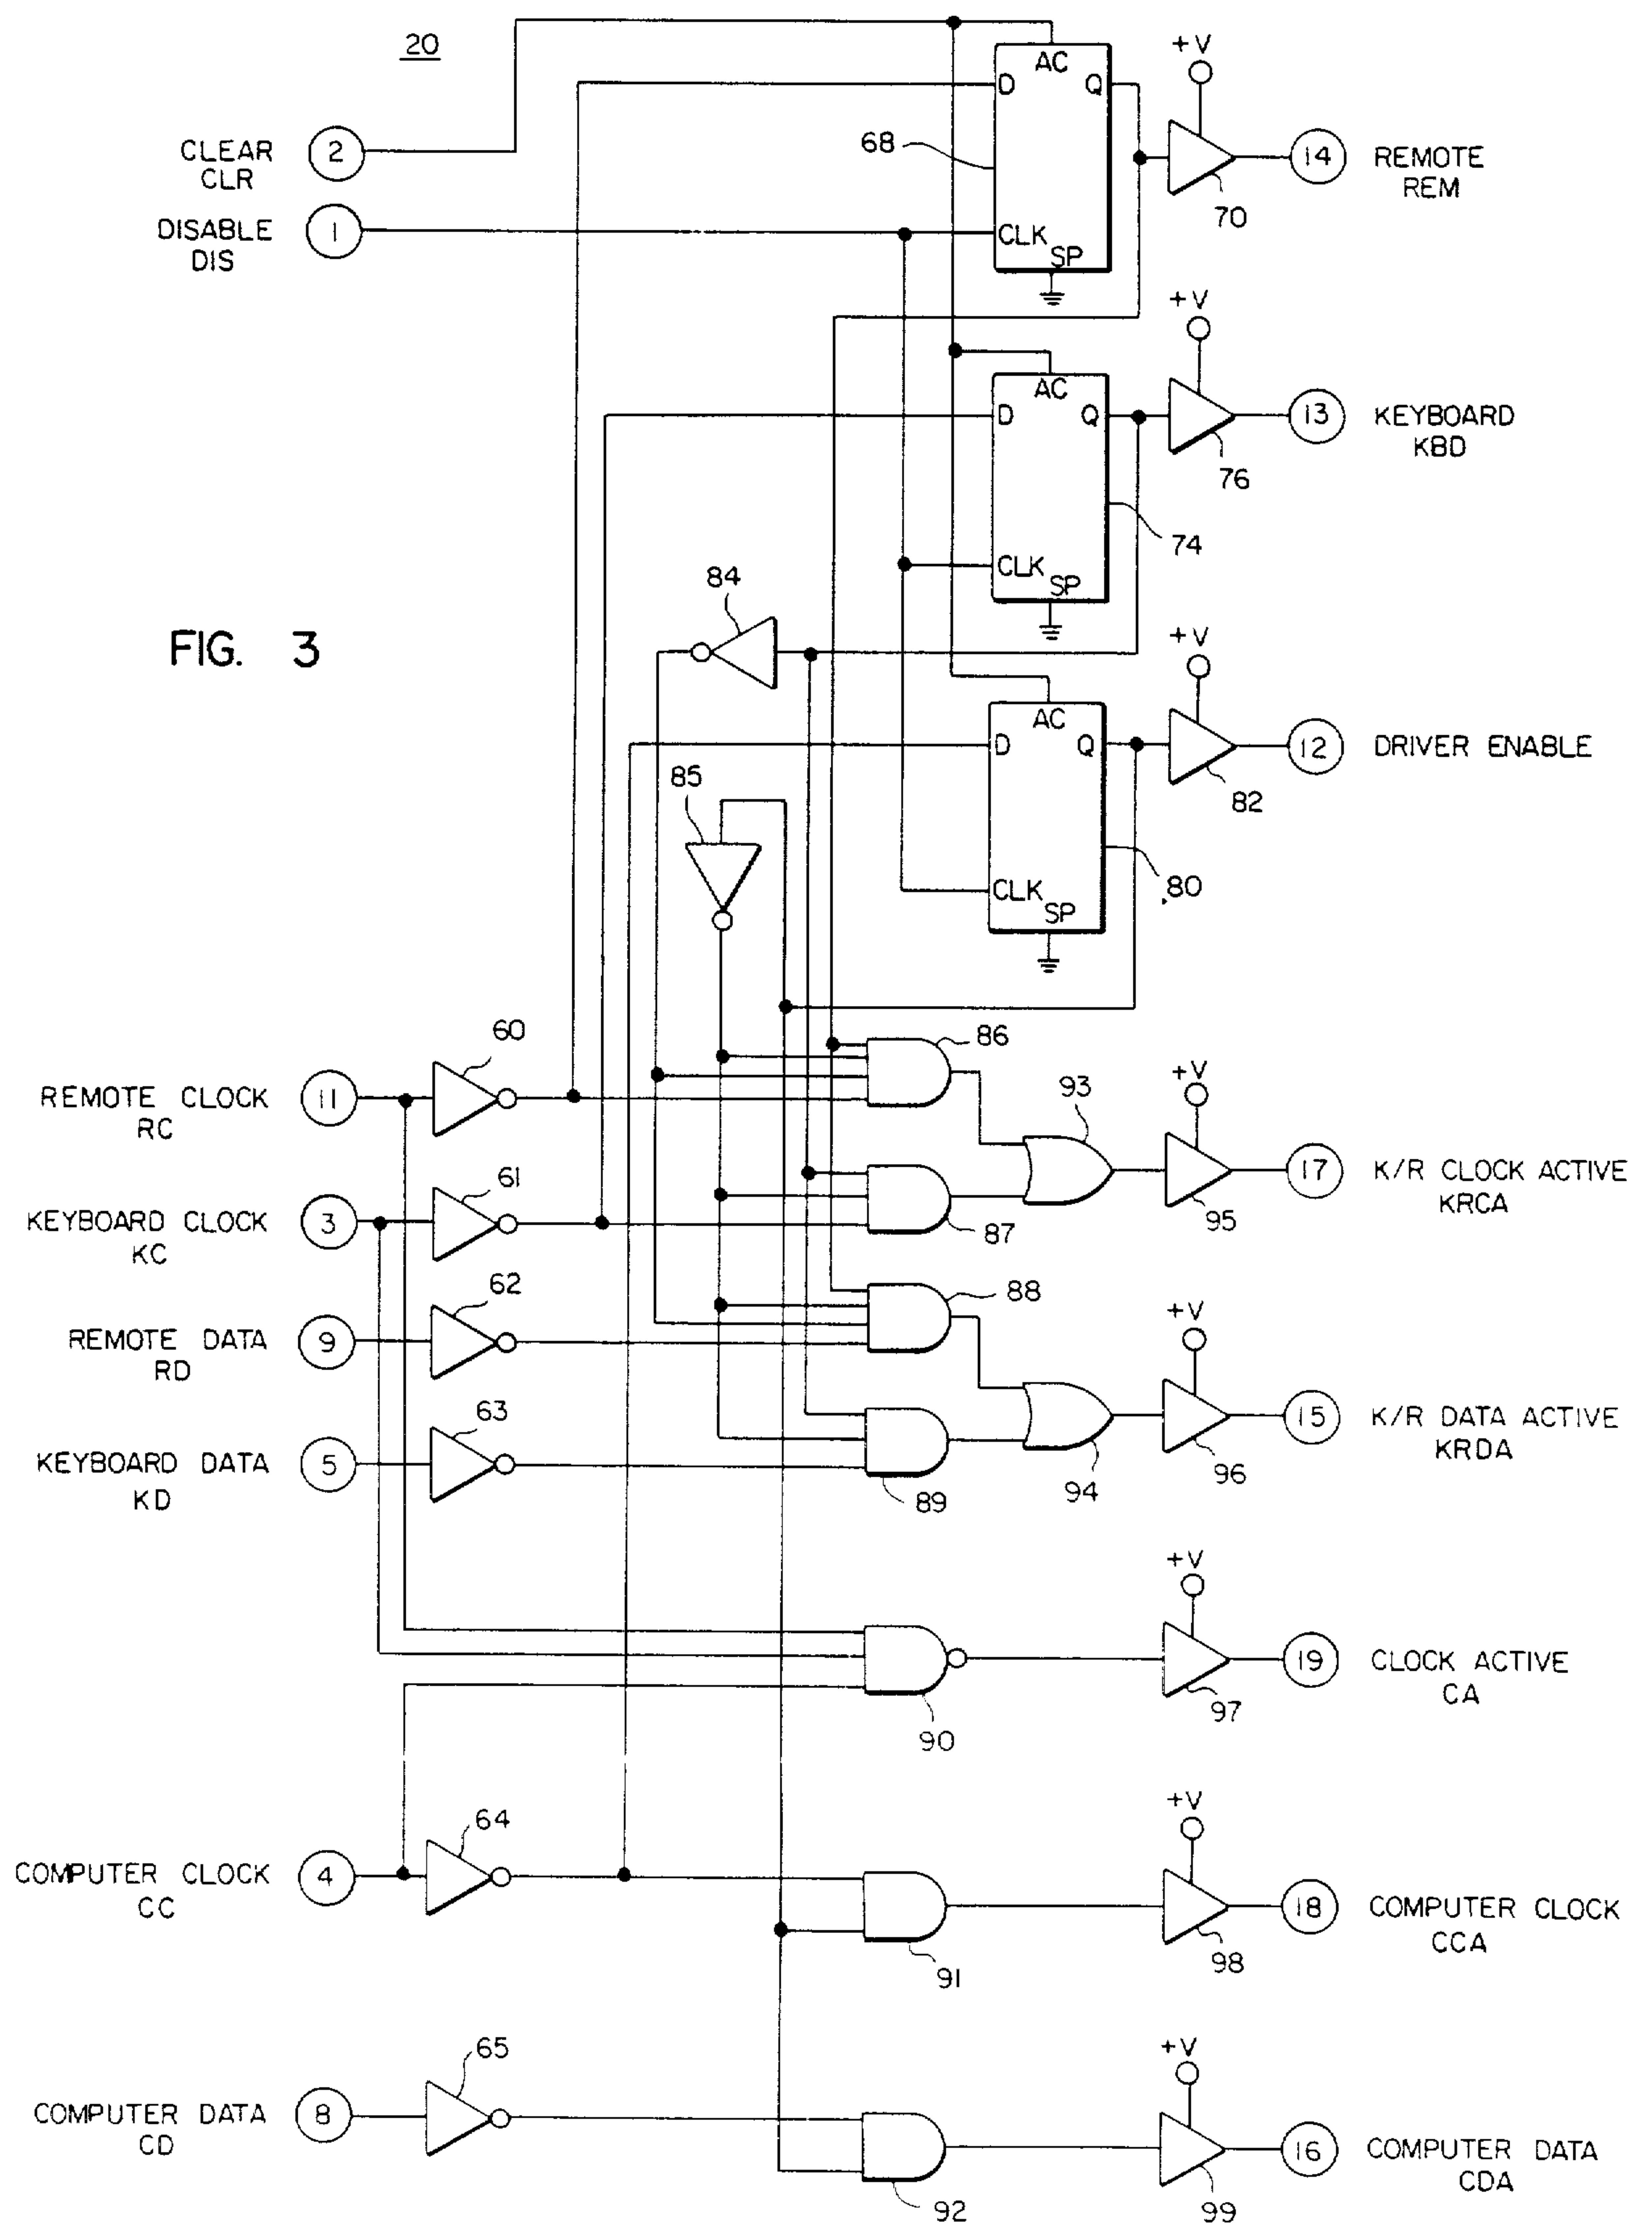 20
+V
AC
D
Q
68
CLEAR
CLR
2
14
REMOTE
REM
70
DISABLE
DIS
1
CLK
SP
+V
AC
D
Q
13
KEYBOARD
KBD
76
74
CLK
SP
84
FIG. 3
+V
AC
D
Q
12
DRIVER ENABLE
82
85
80
CLK
SP
60
86
REMOTE CLOCK
RC
11
93
+V
61
17
K/R CLOCK ACTIVE
KRCA
KEYBOARD CLOCK
KC
3
87
95
62
88
+V
REMOTE DATA
RD
9
63
15
K/R DATA ACTIVE
KRDA
KEYBOARD DATA
KD
5
89
94
96
+V
19
CLOCK ACTIVE
CA
90
97
+V
64
COMPUTER CLOCK
CC
4
18
COMPUTER CLOCK
CCA
91
98
65
+V
COMPUTER DATA
CD
8
16
COMPUTER DATA
CDA
92
99